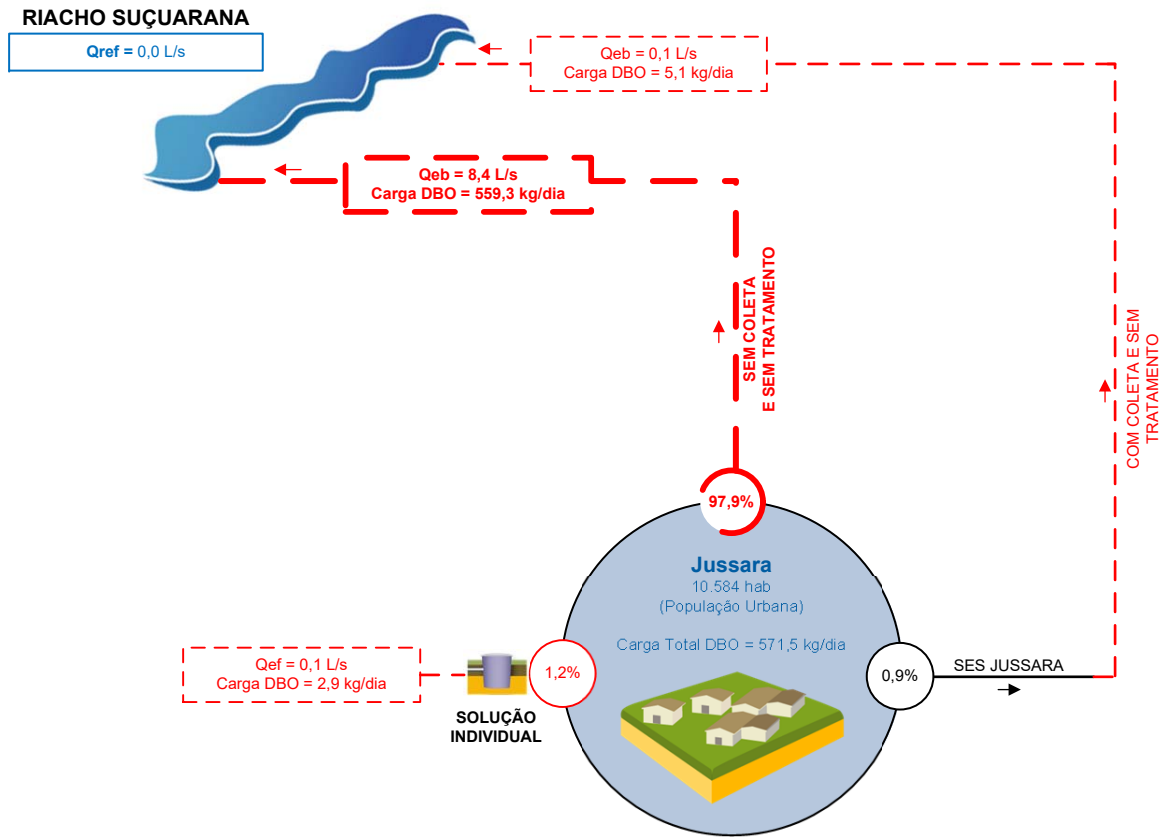 RIACHO SUÇUARANA
Qref = 0,0 L/s
Qeb = 0,1 L/s
Carga DBO = 5,1 kg/dia
Qeb = 8,4 L/s
Carga DBO = 559,3 kg/dia
SEM COLETA
E SEM TRATAMENTO
COM COLETA E SEM
TRATAMENTO
97,9%
Jussara
10.584 hab
(População Urbana)
Carga Total DBO = 571,5 kg/dia
Qef = 0,1 L/s
Carga DBO = 2,9 kg/dia
1,2%
SOLUÇÃO
INDIVIDUAL
0,9%
SES JUSSARA